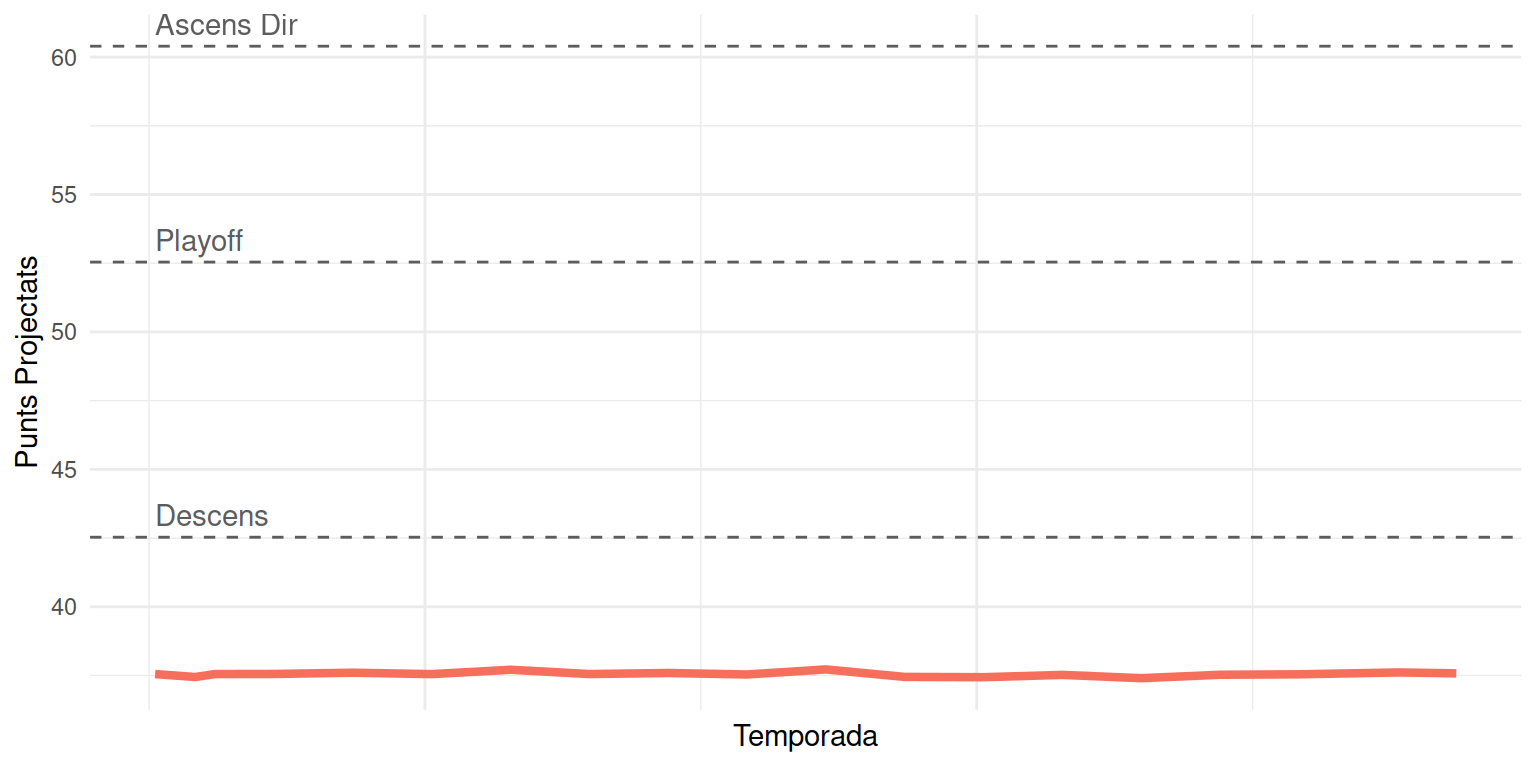 Ascens Dir
60
55
Playoff
50
45
Descens
40
Punts Projectats
Temporada